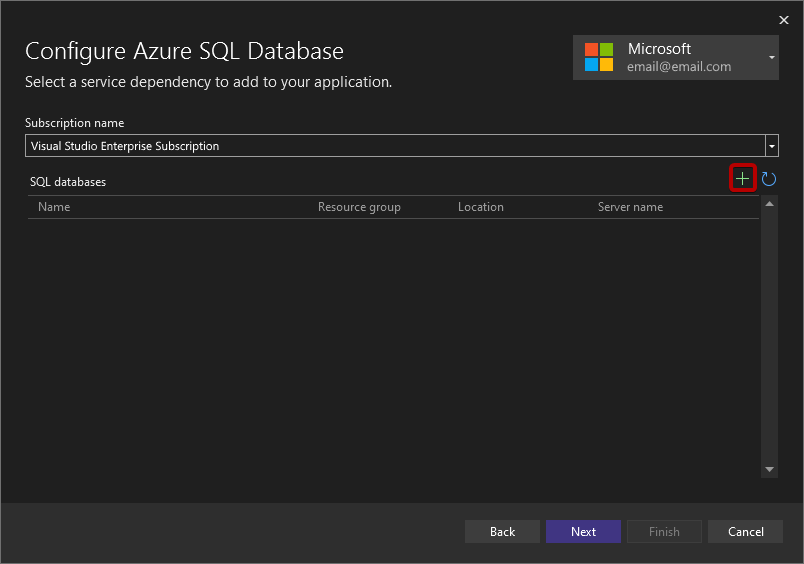 Configure Azure SQL Database
Select a service dependency to add to your application.
Microsoft
email@email.com
Subscription name
Visual Studio Enterprise Subscription
SQL databases
Name Resource group Location Server name
Back Next Finish Cancel